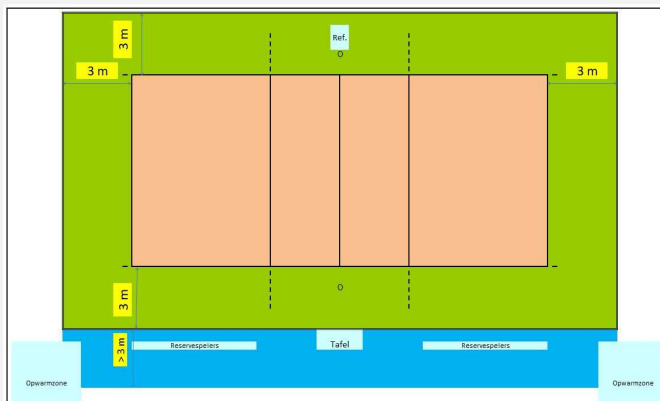 3 m
Ref.
O
3 m
3 m
3 m
O
> 3 m
Reservespelers
Tafel
Reservespelers
Opwarmzone
Opwarmzone